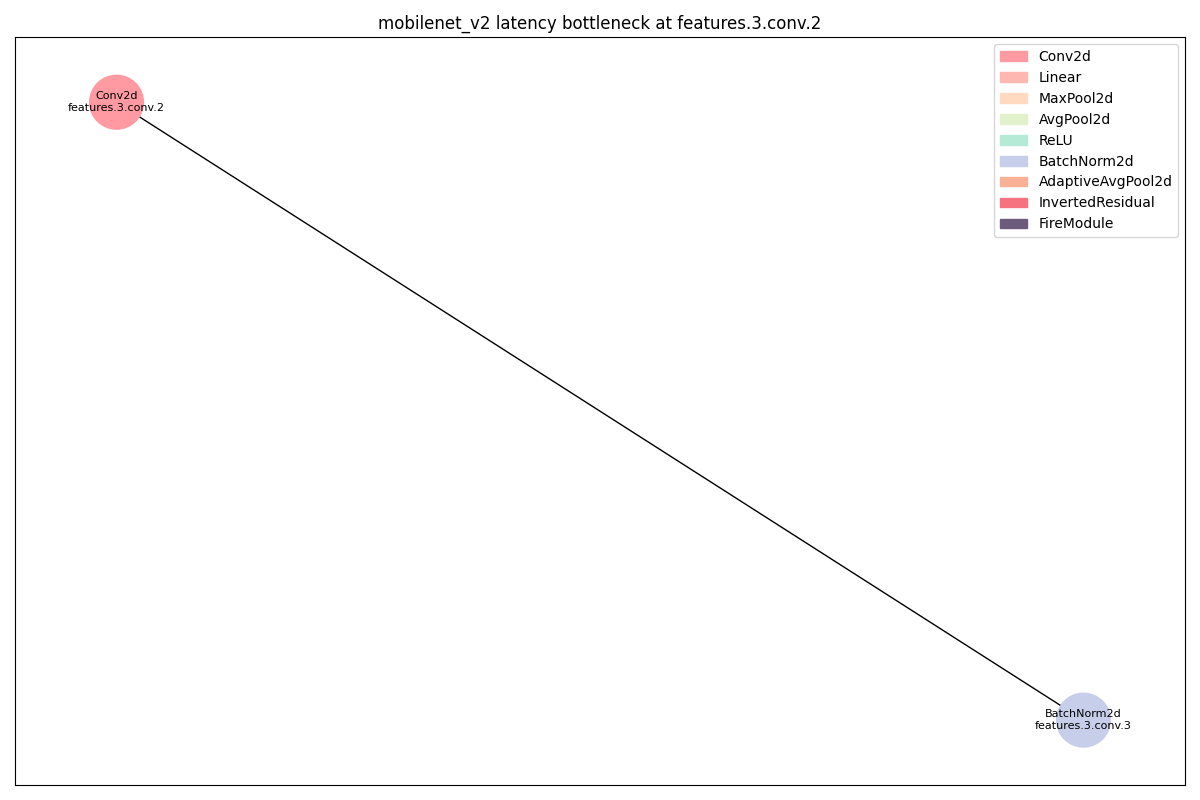 mobilenet_v2 latency bottleneck at features.3.conv.2
Conv2d
features.3.conv.2
Conv2d
Linear
MaxPool2d
AvgPool2d
ReLU
BatchNorm2d
AdaptiveAvgPool2d
InvertedResidual
FireModule
BatchNorm2d
features.3.conv.3